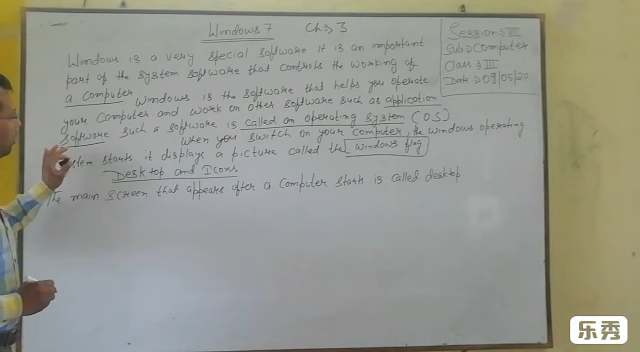 Windows 7 Ch⇒3
Session⇒VII
Sub⇒Computer
Class⇒III
Date⇒09/05/20
Windows is a very special software it is an important
part of the system software that controls the working of
a computer Windows is the software that helps you operate
your computer and work on other software such as application
software such a software is called an operating system (OS)
When you switch on your computer, the windows operating
stem starts it displays a picture called the windows flag
Desktop and Icons
The main screen that appears after a computer starts is called desktop
乐秀